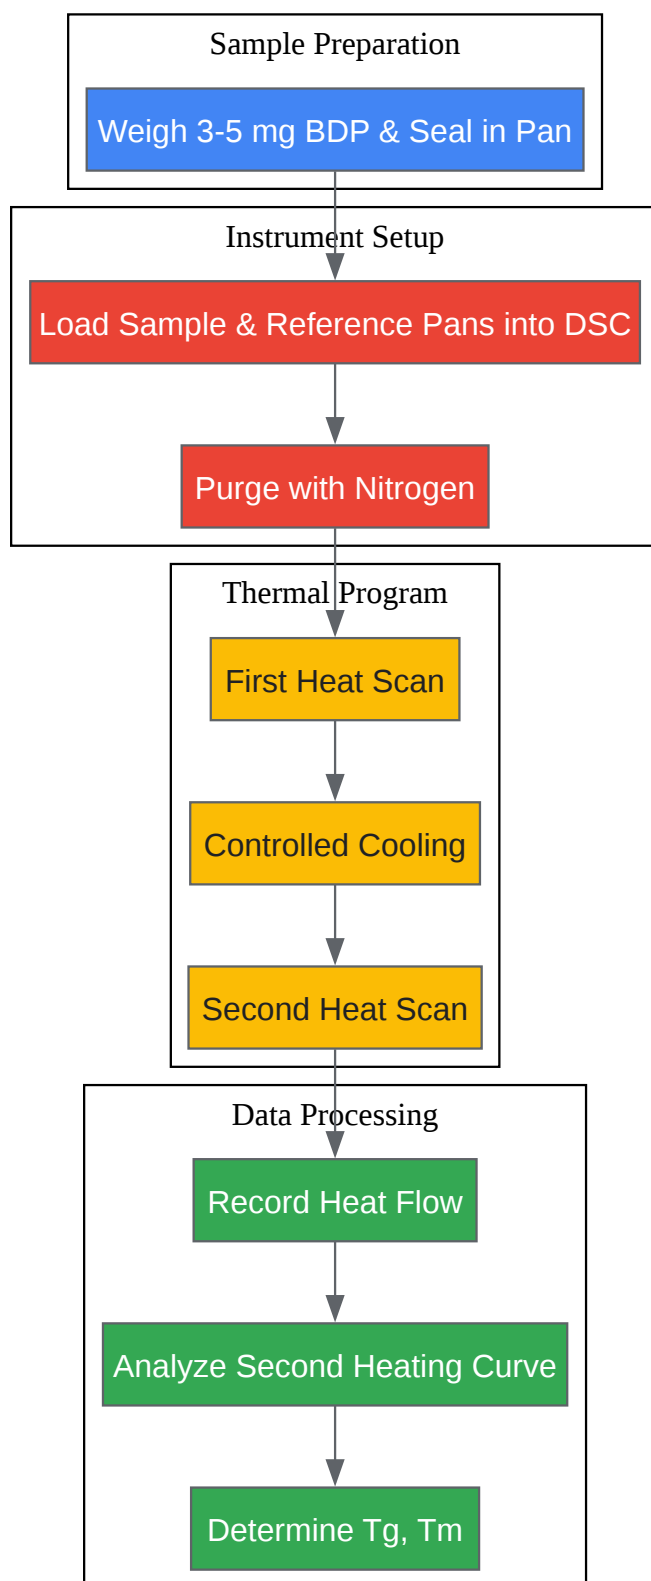 Sample Preparation
Weigh 3-5 mg BDP & Seal in Pan
Instrument Setup
Load Sample & Reference Pans into DSC
Purge with Nitrogen
Thermal Program
First Heat Scan
Controlled Cooling
Second Heat Scan
Data Processing
Record Heat Flow
Analyze Second Heating Curve
Determine Tg, Tm